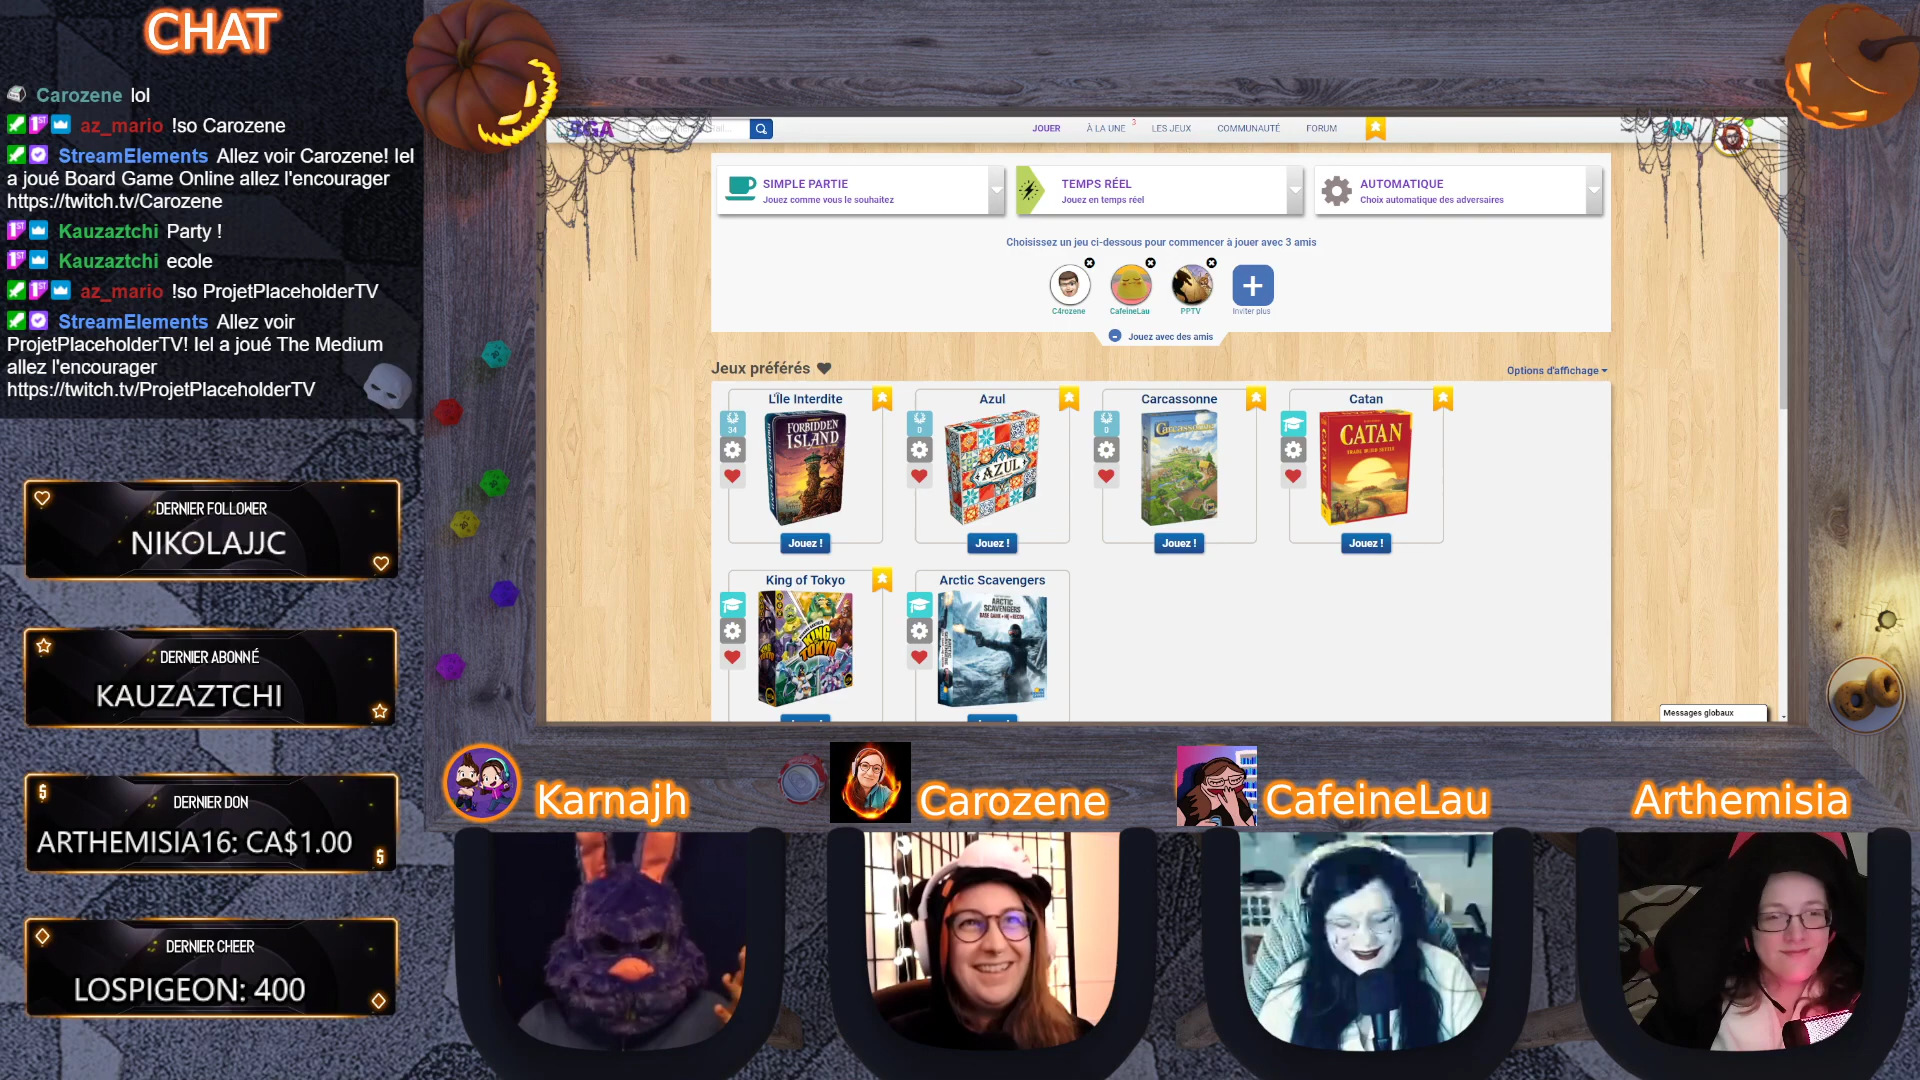 CHAT
Carozene lol
az_mario !so Carozene
StreamElements Allez voir Carozene! Iel
a joué Board Game Online allez l'encourager
https://twitch.tv/Carozene
Kauzaztchi Party !
Kauzaztchi ecole
az_mario !so ProjetPlaceholderTV
StreamElements Allez voir
ProjetPlaceholderTV! Iel a joué The Medium
allez l'encourager
https://twitch.tv/ProjetPlaceholderTV
DERNIER FOLLOWER
NIKOLAJJC
DERNIER ABONNÉ
KAUZAZTCHI
DERNIER DON
ARTHEMISIA16: CA$1.00
DERNIER CHEER
LOSPIGEON: 400
BGA
JOUER
À LA UNE
3
LES JEUX
COMMUNAUTÉ
FORUM
SIMPLE PARTIE
Jouez comme vous le souhaitez
TEMPS RÉEL
Jouez en temps réel
AUTOMATIQUE
Choix automatique des adversaires
Choisissez un jeu ci-dessous pour commencer à jouer avec 3 amis
C4rozene
CafeineLau
PPTV
Inviter plus
Jouez avec des amis
Jeux préférés
Options d'affichage
L'Île Interdite
34
FORBIDDEN
ISLAND
Jouez !
Azul
0
AZUL
Jouez !
Carcassonne
0
Carcassonne
Jouez !
Catan
CATAN
Jouez !
King of Tokyo
KING OF
TOKYO
Arctic Scavengers
ARCTIC
SCAVENGERS
Messages globaux
Karnajh
Carozene
CafeineLau
Arthemisia